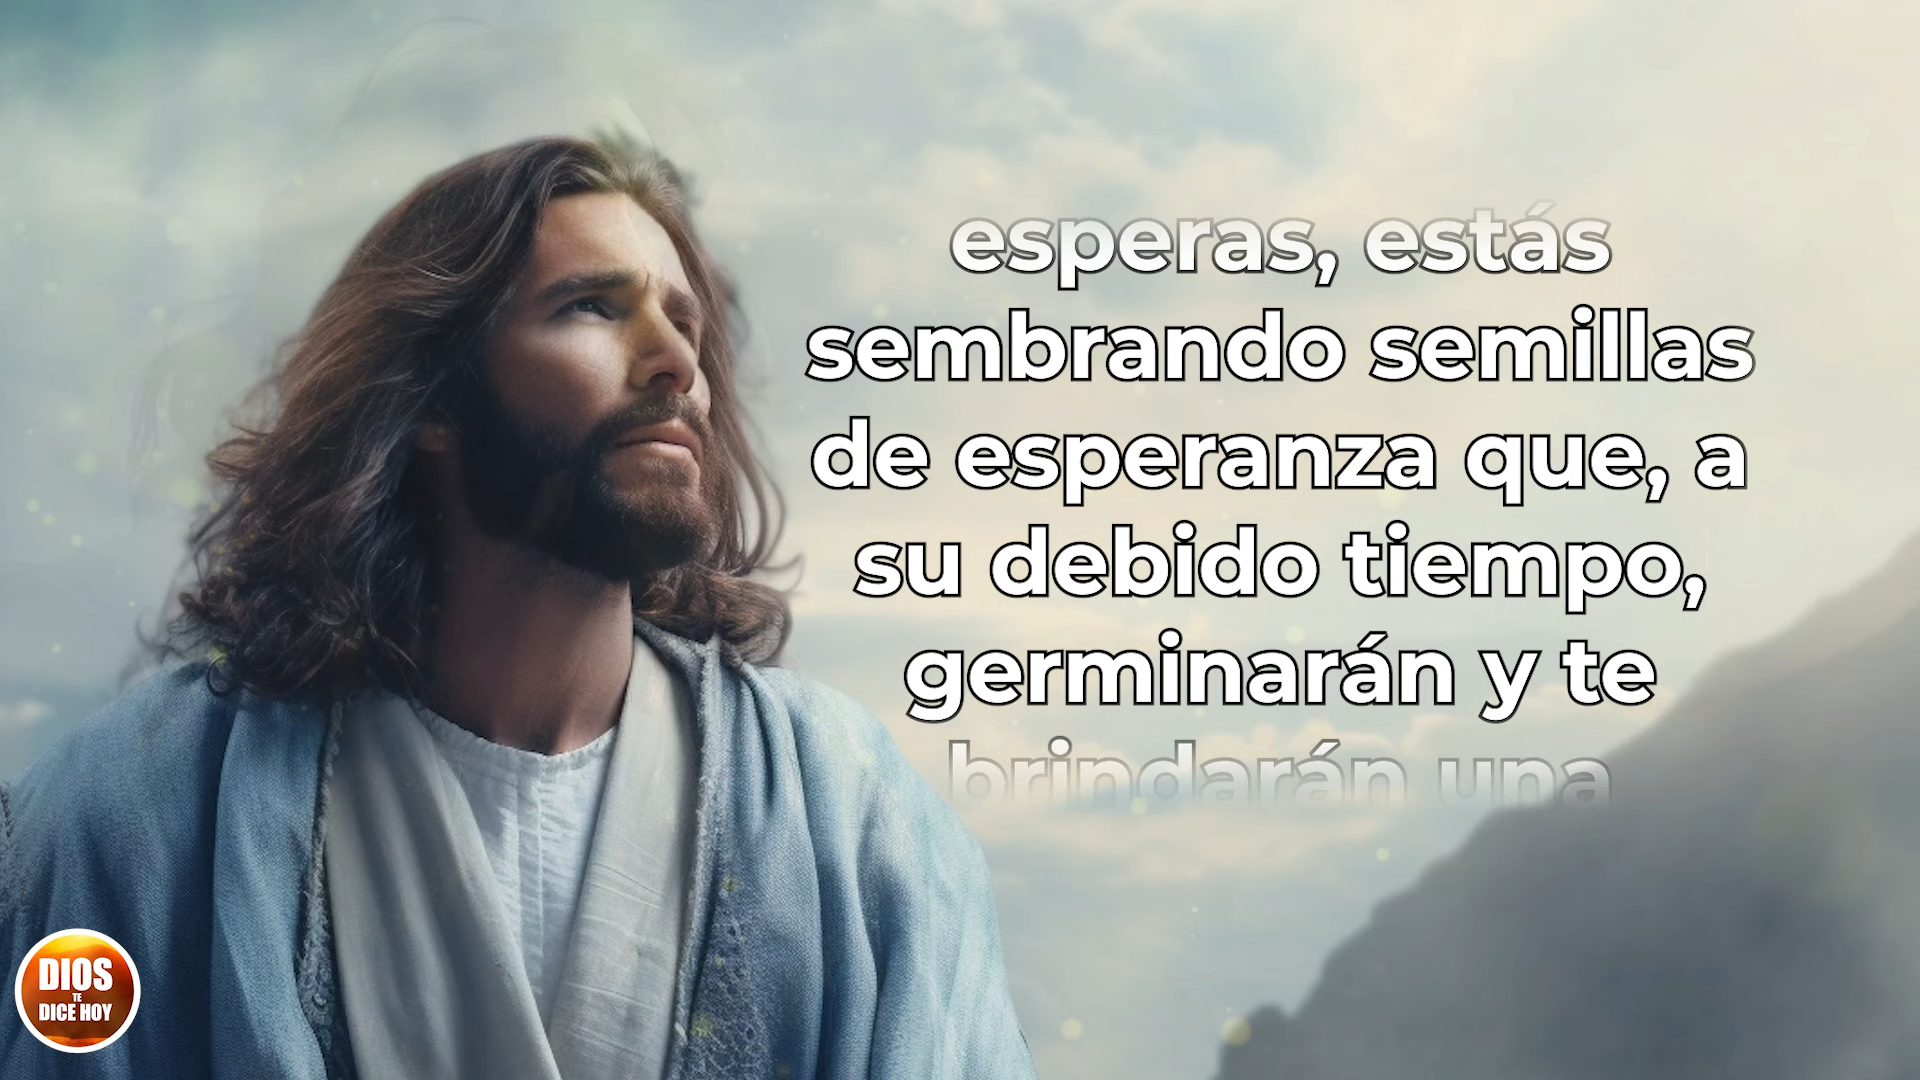 esperas, estás
sembrando semillas
de esperanza que, a
su debido tiempo,
germinarán y te
brindarán una
DIOS
TE
DICE HOY